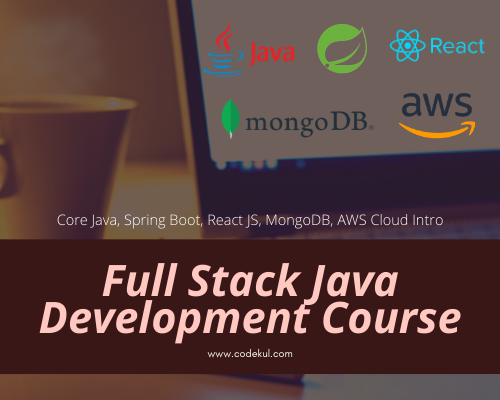 Java
React
mongoDB®
aws
Core Java, Spring Boot, React JS, MongoDB, AWS Cloud Intro
Full Stack Java
Development Course
www.codekul.com